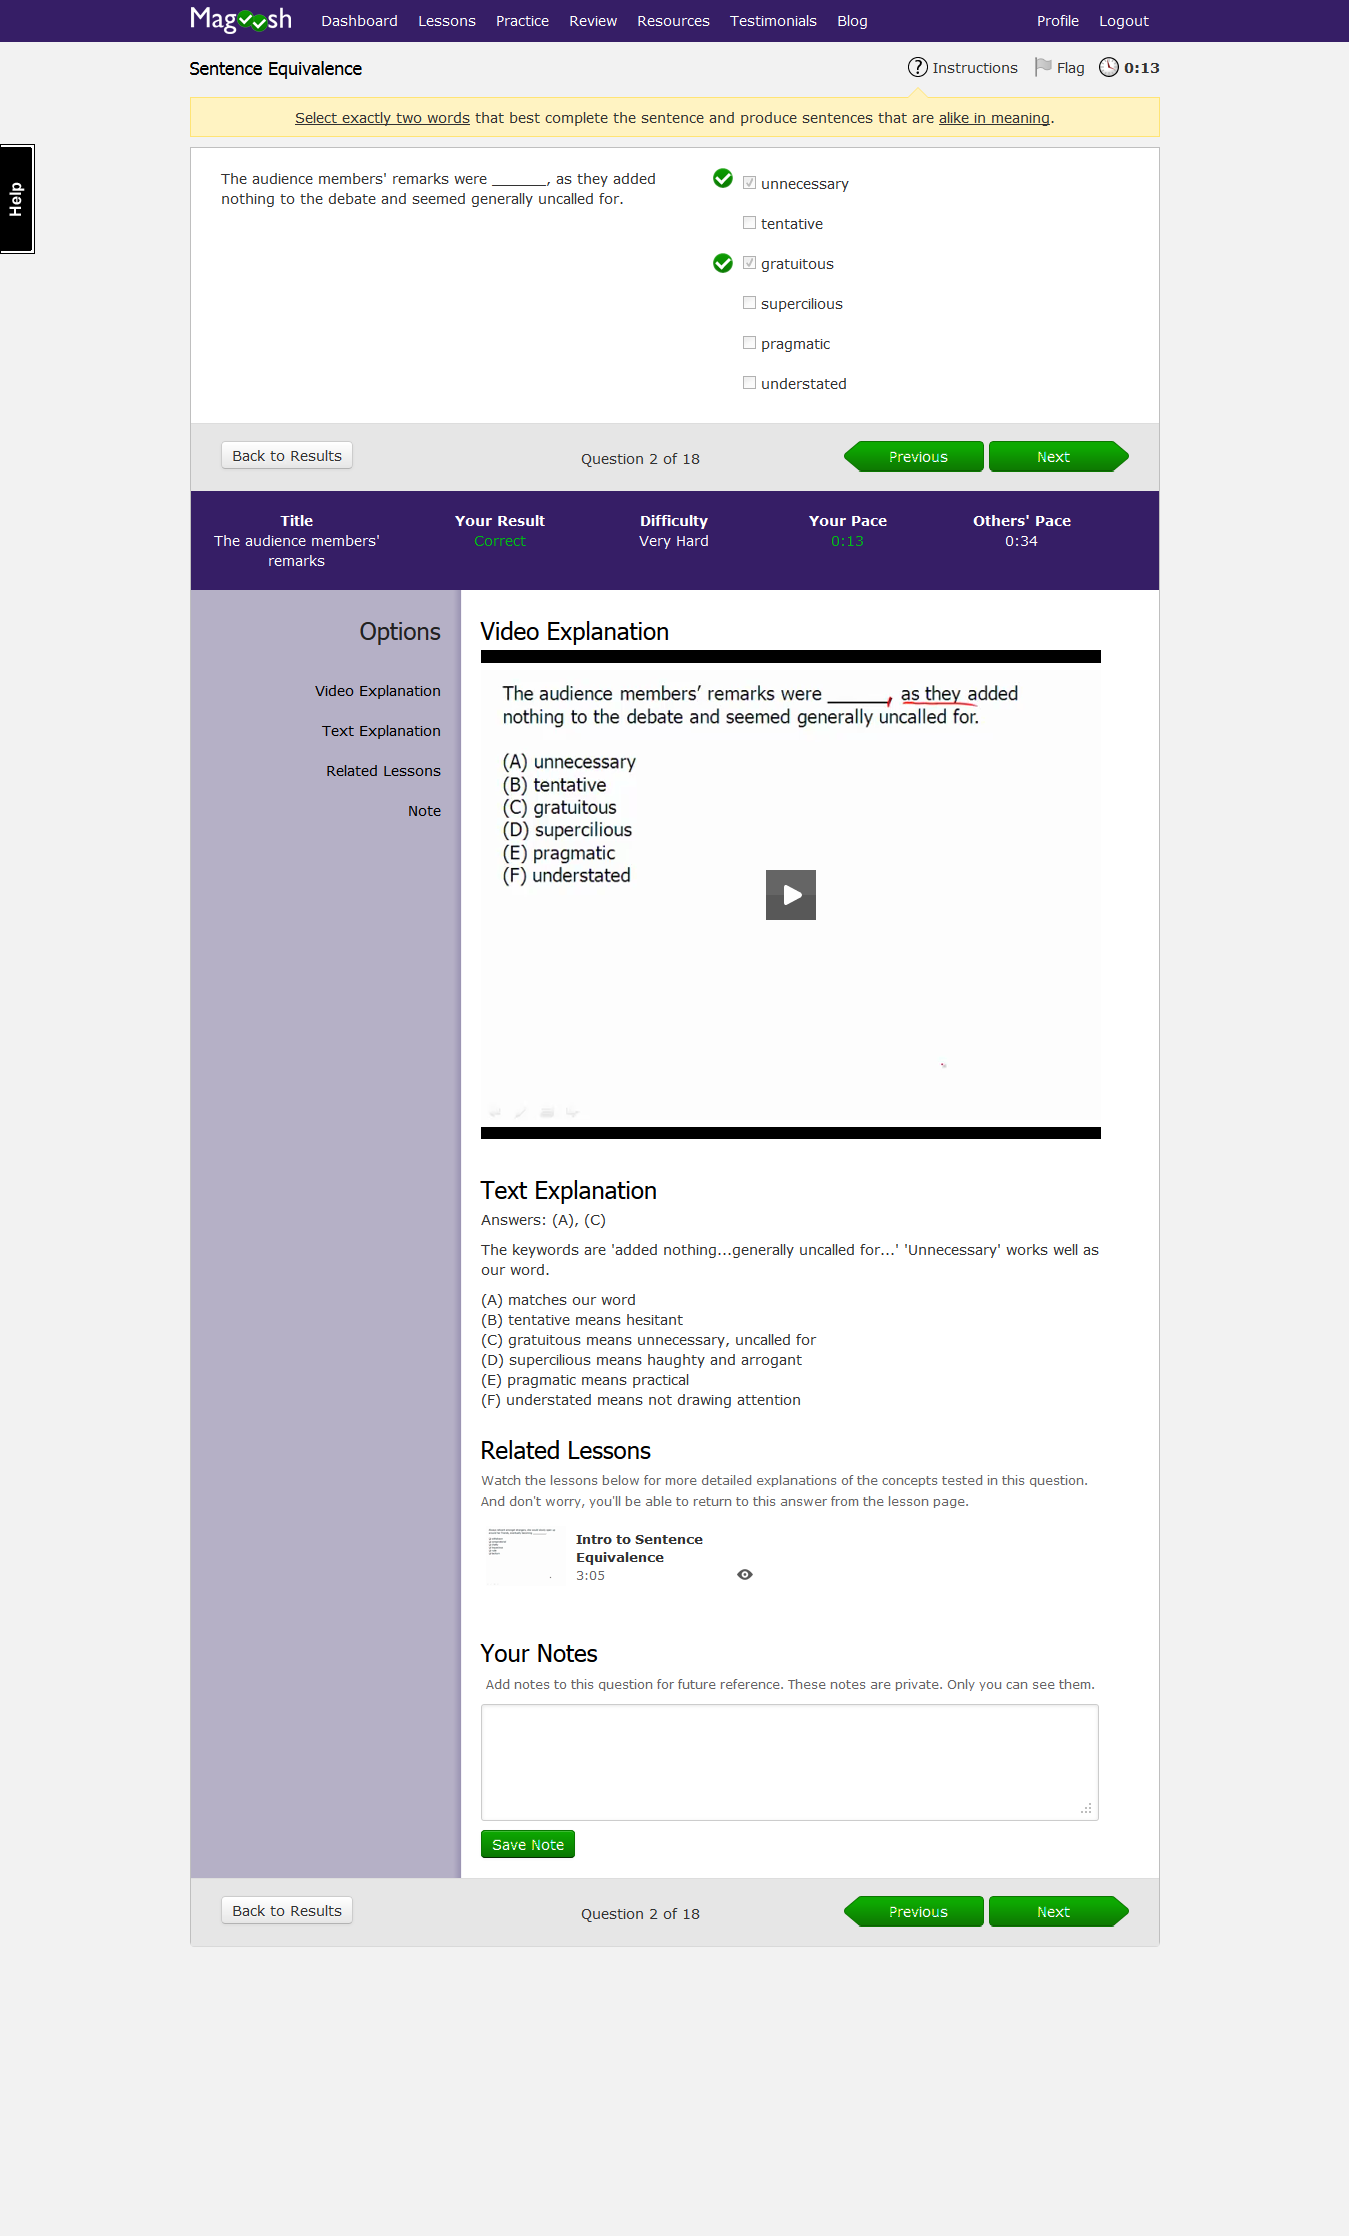 Magoosh Dashboard Lessons Practice Review Resources Testimonials Blog Profile Logout
Sentence Equivalence
Instructions Flag 0:13
Select exactly two words that best complete the sentence and produce sentences that are alike in meaning.
Help
The audience members' remarks were _______, as they added
nothing to the debate and seemed generally uncalled for.
unnecessary
tentative
gratuitous
supercilious
pragmatic
understated
Back to Results Question 2 of 18 Previous Next
Title Your Result Difficulty Your Pace Others' Pace
The audience members' Correct Very Hard 0:13 0:34
remarks
Options
Video Explanation
Text Explanation
Related Lessons
Note
Video Explanation
The audience members' remarks were ______, as they added
nothing to the debate and seemed generally uncalled for.
(A) unnecessary
(B) tentative
(C) gratuitous
(D) supercilious
(E) pragmatic
(F) understated
Text Explanation
Answers: (A), (C)
The keywords are 'added nothing...generally uncalled for...' 'Unnecessary' works well as
our word.
(A) matches our word
(B) tentative means hesitant
(C) gratuitous means unnecessary, uncalled for
(D) supercilious means haughty and arrogant
(E) pragmatic means practical
(F) understated means not drawing attention
Related Lessons
Watch the lessons below for more detailed explanations of the concepts tested in this question.
And don't worry, you'll be able to return to this answer from the lesson page.
Intro to Sentence
Equivalence
3:05
Your Notes
Add notes to this question for future reference. These notes are private. Only you can see them.
Save Note
Back to Results Question 2 of 18 Previous Next